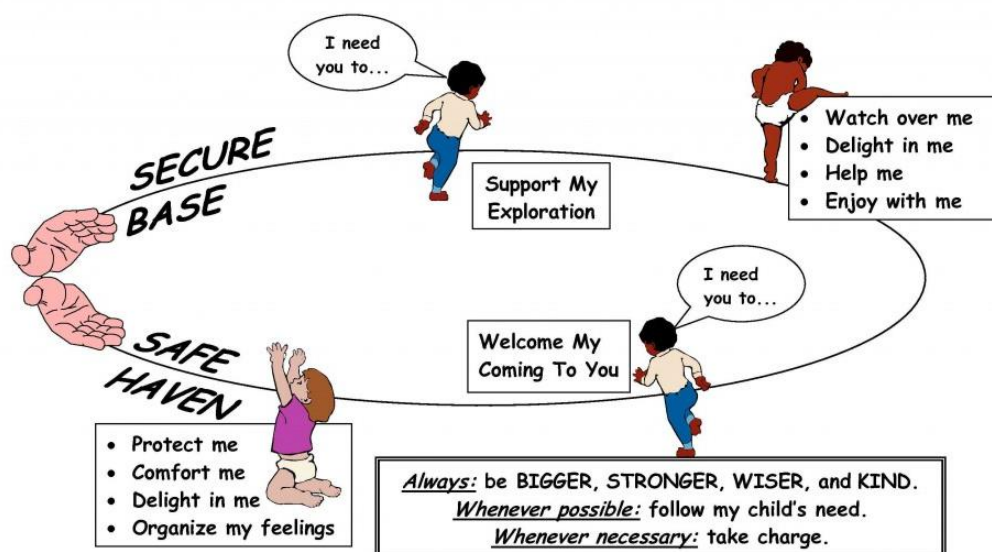 I need
you to...
SECURE
BASE
Support My
Exploration
• Watch over me
• Delight in me
• Help me
• Enjoy with me
I need
you to...
Welcome My
Coming To You
SAFE
HAVEN
• Protect me
• Comfort me
• Delight in me
• Organize my feelings
Always: be BIGGER, STRONGER, WISER, and KIND.
Whenever possible: follow my child's need.
Whenever necessary: take charge.